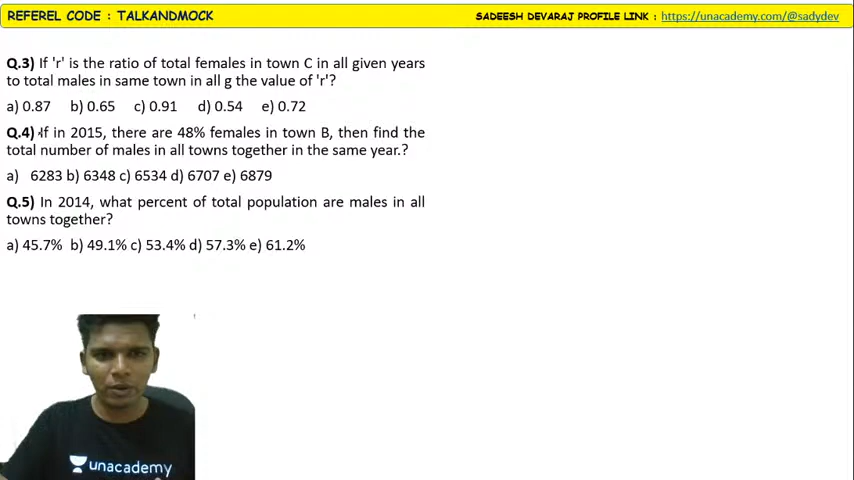 REFEREL CODE : TALKANDMOCK
SADEESH DEVARAJ PROFILE LINK : https://unacademy.com/@sadydev
Q.3) If 'r' is the ratio of total females in town C in all given years
to total males in same town in all g the value of 'r'?
a) 0.87 b) 0.65 c) 0.91 d) 0.54 e) 0.72
Q.4) If in 2015, there are 48% females in town B, then find the
total number of males in all towns together in the same year.?
a) 6283 b) 6348 c) 6534 d) 6707 e) 6879
Q.5) In 2014, what percent of total population are males in all
towns together?
a) 45.7% b) 49.1% c) 53.4% d) 57.3% e) 61.2%
unacademy